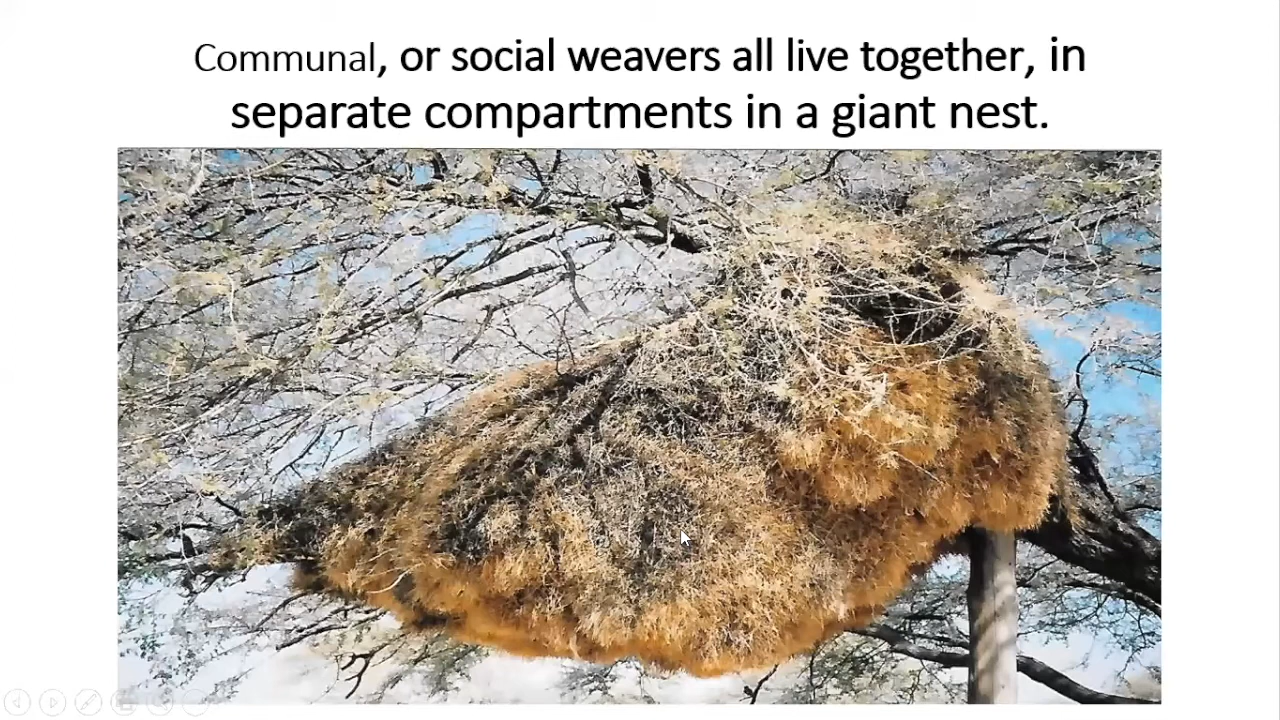 Communal, or social weavers all live together, in
separate compartments in a giant nest.